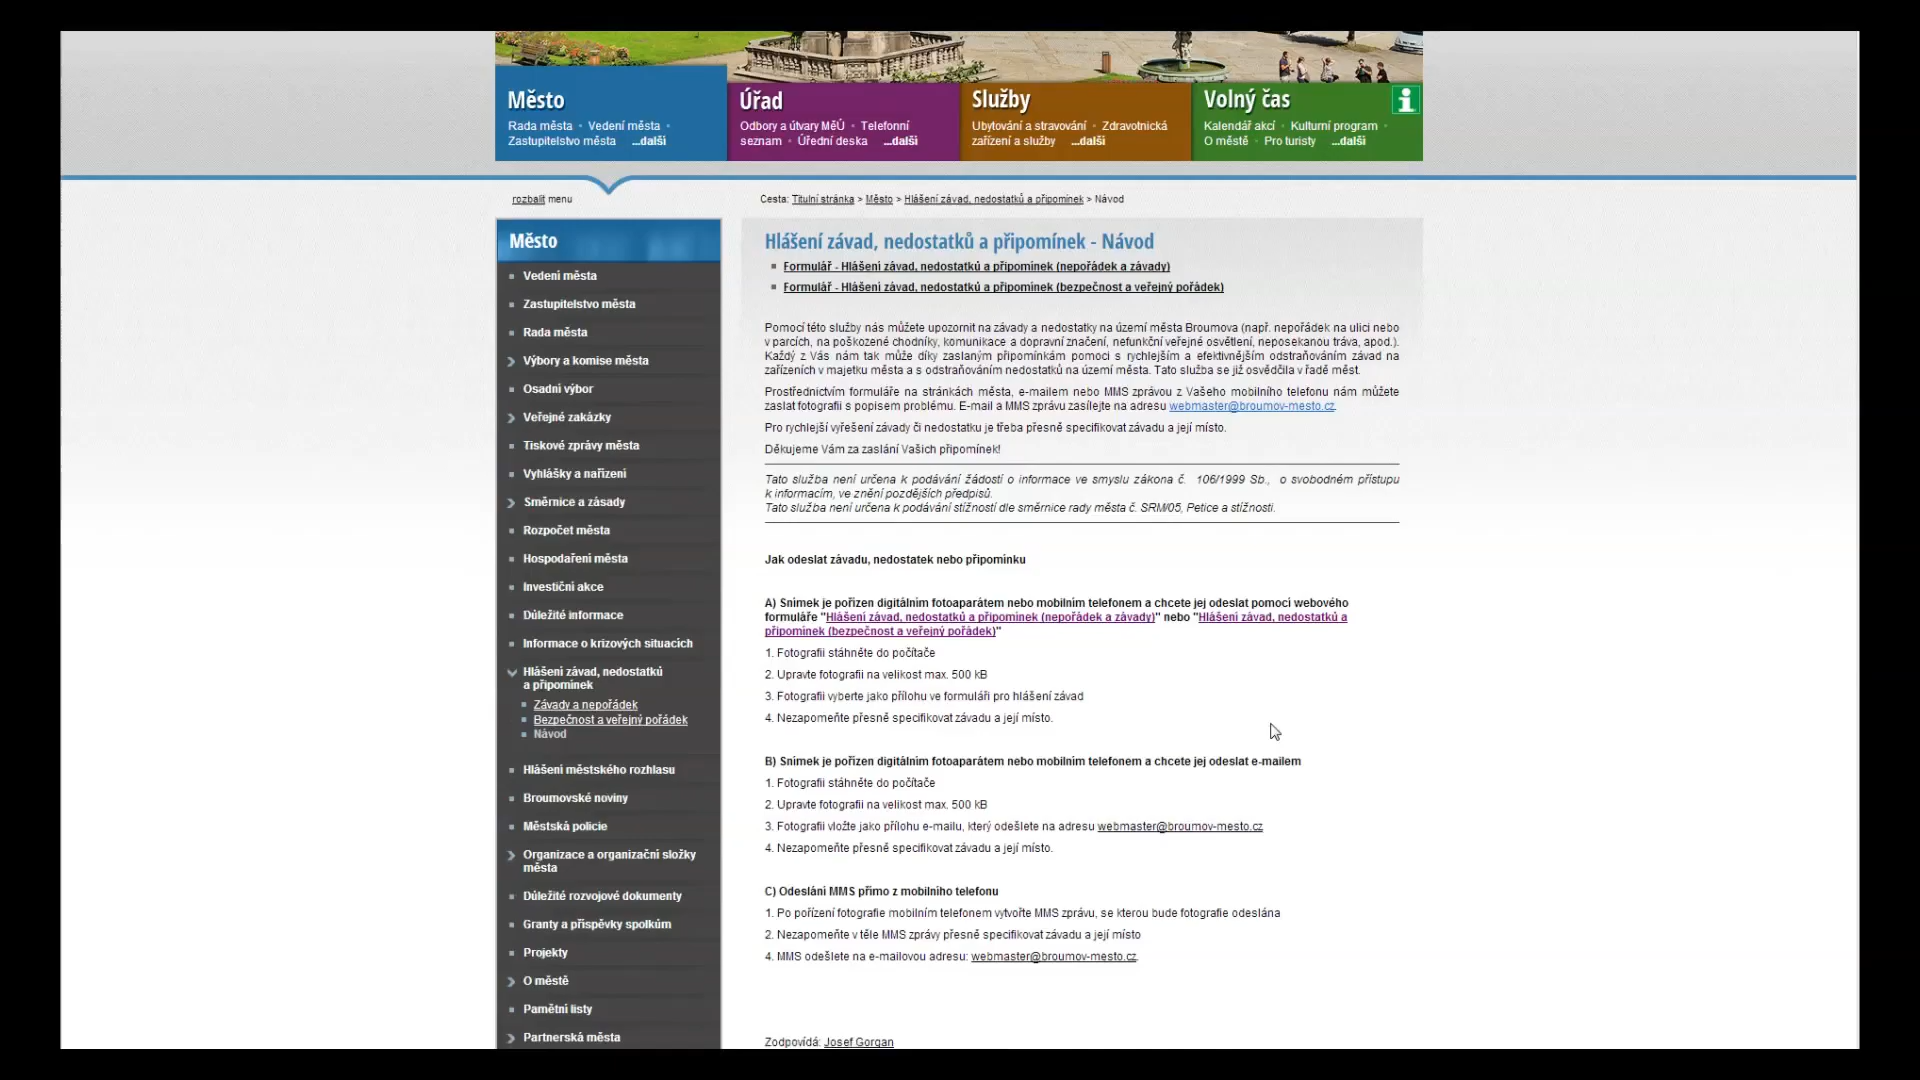 Město
Rada města • Vedení města •
Zastupitelstvo města ...další
Úřad
Odbory a útvary MěÚ • Telefonní
seznam • Úřední deska ...další
Služby
Ubytování a stravování • Zdravotnická
zařízení a služby ...další
Volný čas
Kalendář akcí • Kulturní program •
O městě • Pro turisty ...další
rozbalit menu
Cesta: Titulní stránka > Město > Hlášení závad, nedostatků a připomínek > Návod
Město
Vedení města
Zastupitelstvo města
Rada města
Výbory a komise města
Osadní výbor
Veřejné zakázky
Tiskové zprávy města
Vyhlášky a nařízení
Směrnice a zásady
Rozpočet města
Hospodaření města
Investiční akce
Důležité informace
Informace o krizových situacích
Hlášení závad, nedostatků
a připomínek
Závady a nepořádek
Bezpečnost a veřejný pořádek
Návod
Hlášení městského rozhlasu
Broumovské noviny
Městská policie
Organizace a organizační složky
města
Důležité rozvojové dokumenty
Granty a příspěvky spolkům
Projekty
O městě
Pamětní listy
Partnerská města
Hlášení závad, nedostatků a připomínek - Návod
Formulář - Hlášení závad, nedostatků a připomínek (nepořádek a závady)
Formulář - Hlášení závad, nedostatků a připomínek (bezpečnost a veřejný pořádek)
Pomocí této služby nás můžete upozornit na závady a nedostatky na území města Broumova (např. nepořádek na ulici nebo
v parcích, na poškozené chodníky, komunikace a dopravní značení, nefunkční veřejné osvětlení, neposekanou tráva, apod.).
Každý z Vás nám tak může díky zaslaným připomínkám pomoci s rychlejším a efektivnějším odstraňováním závad na
zařízeních v majetku města a s odstraňováním nedostatků na území města. Tato služba se již osvědčila v řadě měst.
Prostřednictvím formuláře na stránkách města, e-mailem nebo MMS zprávou z Vašeho mobilního telefonu nám můžete
zaslat fotografii s popisem problému. E-mail a MMS zprávu zasílejte na adresu webmaster@broumov-mesto.cz.
Pro rychlejší vyřešení závady či nedostatku je třeba přesně specifikovat závadu a její místo.
Děkujeme Vám za zaslání Vašich připomínek!
Tato služba není určena k podávání žádostí o informace ve smyslu zákona č. 106/1999 Sb., o svobodném přístupu
k informacím, ve znění pozdějších předpisů.
Tato služba není určena k podávání stížností dle směrnice rady města č. SRM/05, Petice a stížnosti.
Jak odeslat závadu, nedostatek nebo připomínku
A) Snímek je pořízen digitálním fotoaparátem nebo mobilním telefonem a chcete jej odeslat pomocí webového
formuláře "Hlášení závad, nedostatků a připomínek (nepořádek a závady)" nebo "Hlášení závad, nedostatků a
připomínek (bezpečnost a veřejný pořádek)"
1. Fotografii stáhněte do počítače
2. Upravte fotografii na velikost max. 500 kB
3. Fotografii vyberte jako přílohu ve formuláři pro hlášení závad
4. Nezapomeňte přesně specifikovat závadu a její místo.
B) Snímek je pořízen digitálním fotoaparátem nebo mobilním telefonem a chcete jej odeslat e-mailem
1. Fotografii stáhněte do počítače
2. Upravte fotografii na velikost max. 500 kB
3. Fotografii vložte jako přílohu e-mailu, který odešlete na adresu webmaster@broumov-mesto.cz
4. Nezapomeňte přesně specifikovat závadu a její místo.
C) Odeslání MMS přímo z mobilního telefonu
1. Po pořízení fotografie mobilním telefonem vytvořte MMS zprávu, se kterou bude fotografie odeslána
2. Nezapomeňte v těle MMS zprávy přesně specifikovat závadu a její místo
4. MMS odešlete na e-mailovou adresu: webmaster@broumov-mesto.cz.
Zodpovídá: Josef Gorgan